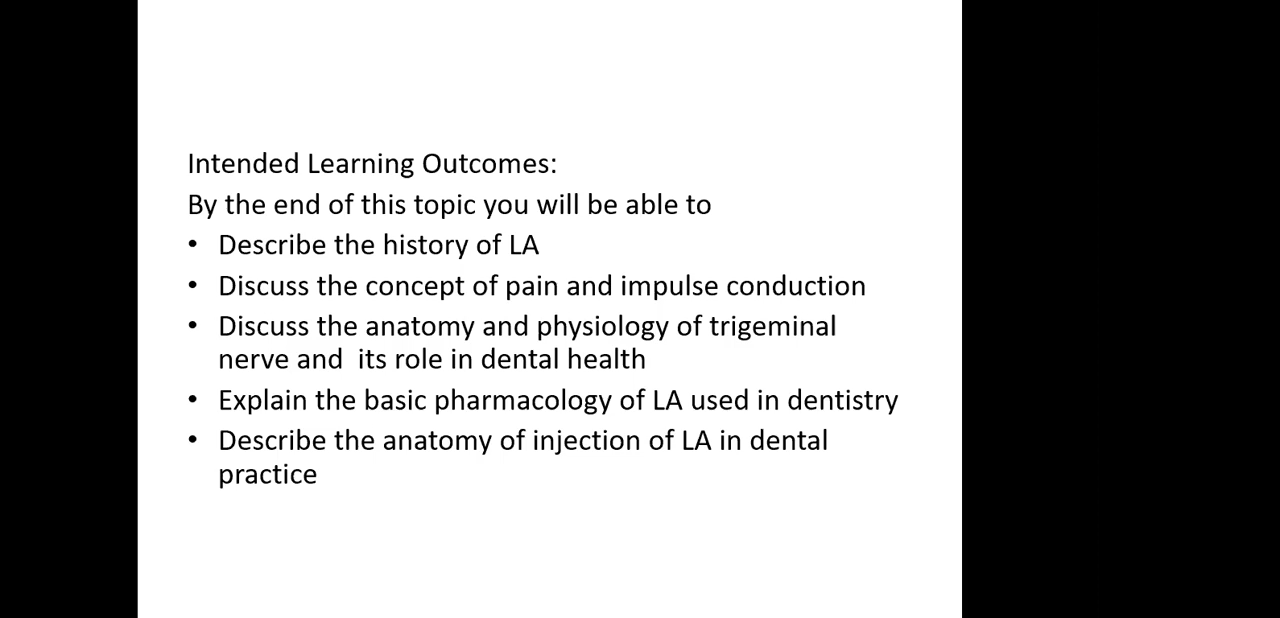 Intended Learning Outcomes:
By the end of this topic you will be able to
• Describe the history of LA
• Discuss the concept of pain and impulse conduction
• Discuss the anatomy and physiology of trigeminal
nerve and  its role in dental health
• Explain the basic pharmacology of LA used in dentistry
• Describe the anatomy of injection of LA in dental
practice